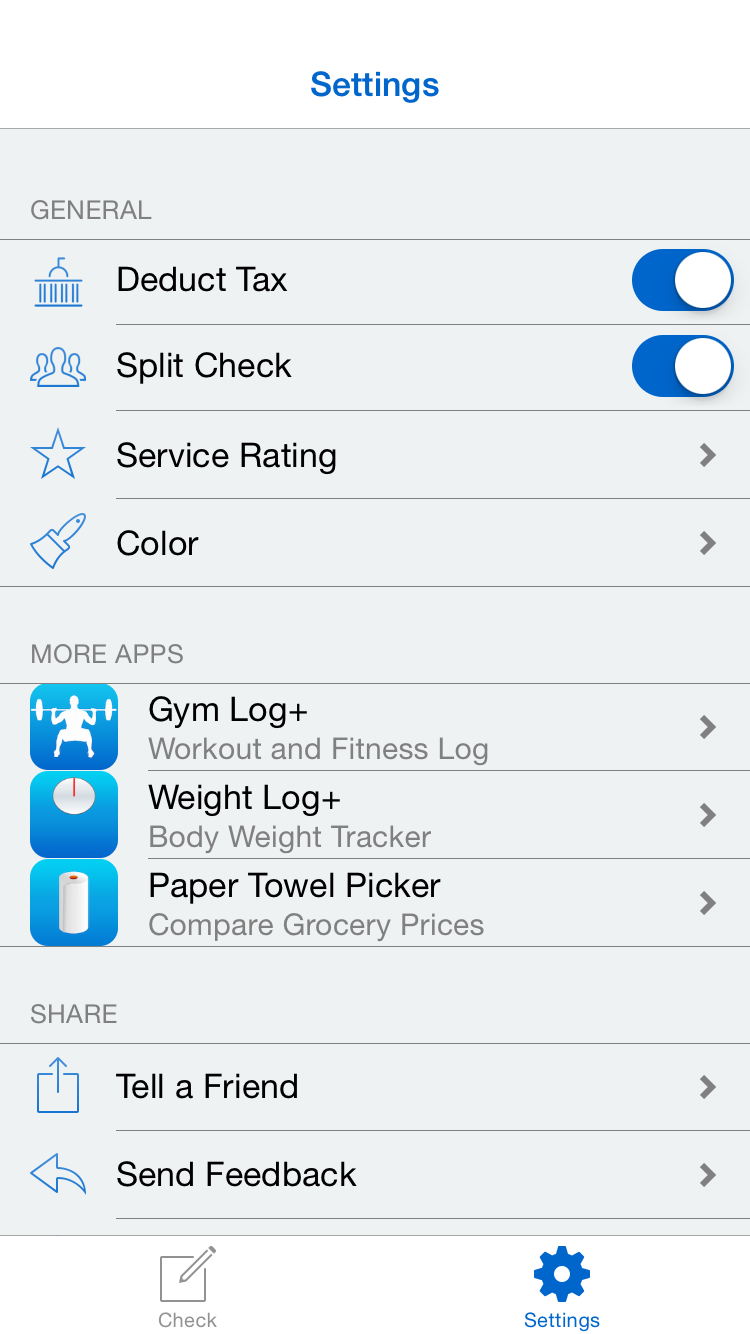 Settings
GENERAL
Deduct Tax
Split Check
Service Rating
Color
MORE APPS
Gym Log+
Workout and Fitness Log
Weight Log+
Body Weight Tracker
Paper Towel Picker
Compare Grocery Prices
SHARE
Tell a Friend
Send Feedback
Check
Settings